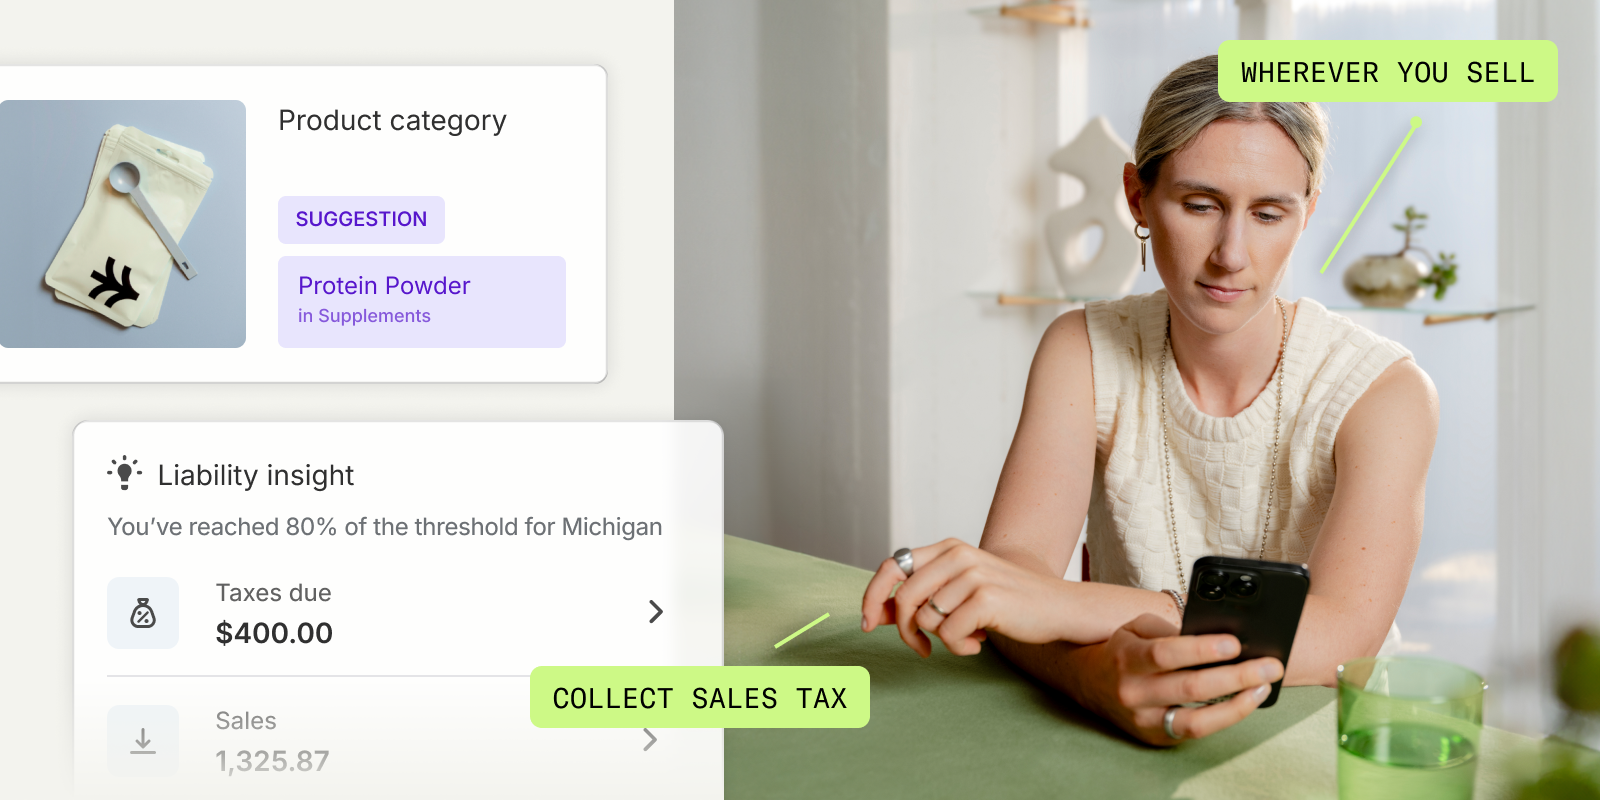 Product category
SUGGESTION
Protein Powder
in Supplements
Liability insight
You’ve reached 80% of the threshold for Michigan
Taxes due
$400.00
Sales
1,325.87
WHEREVER YOU SELL
COLLECT SALES TAX